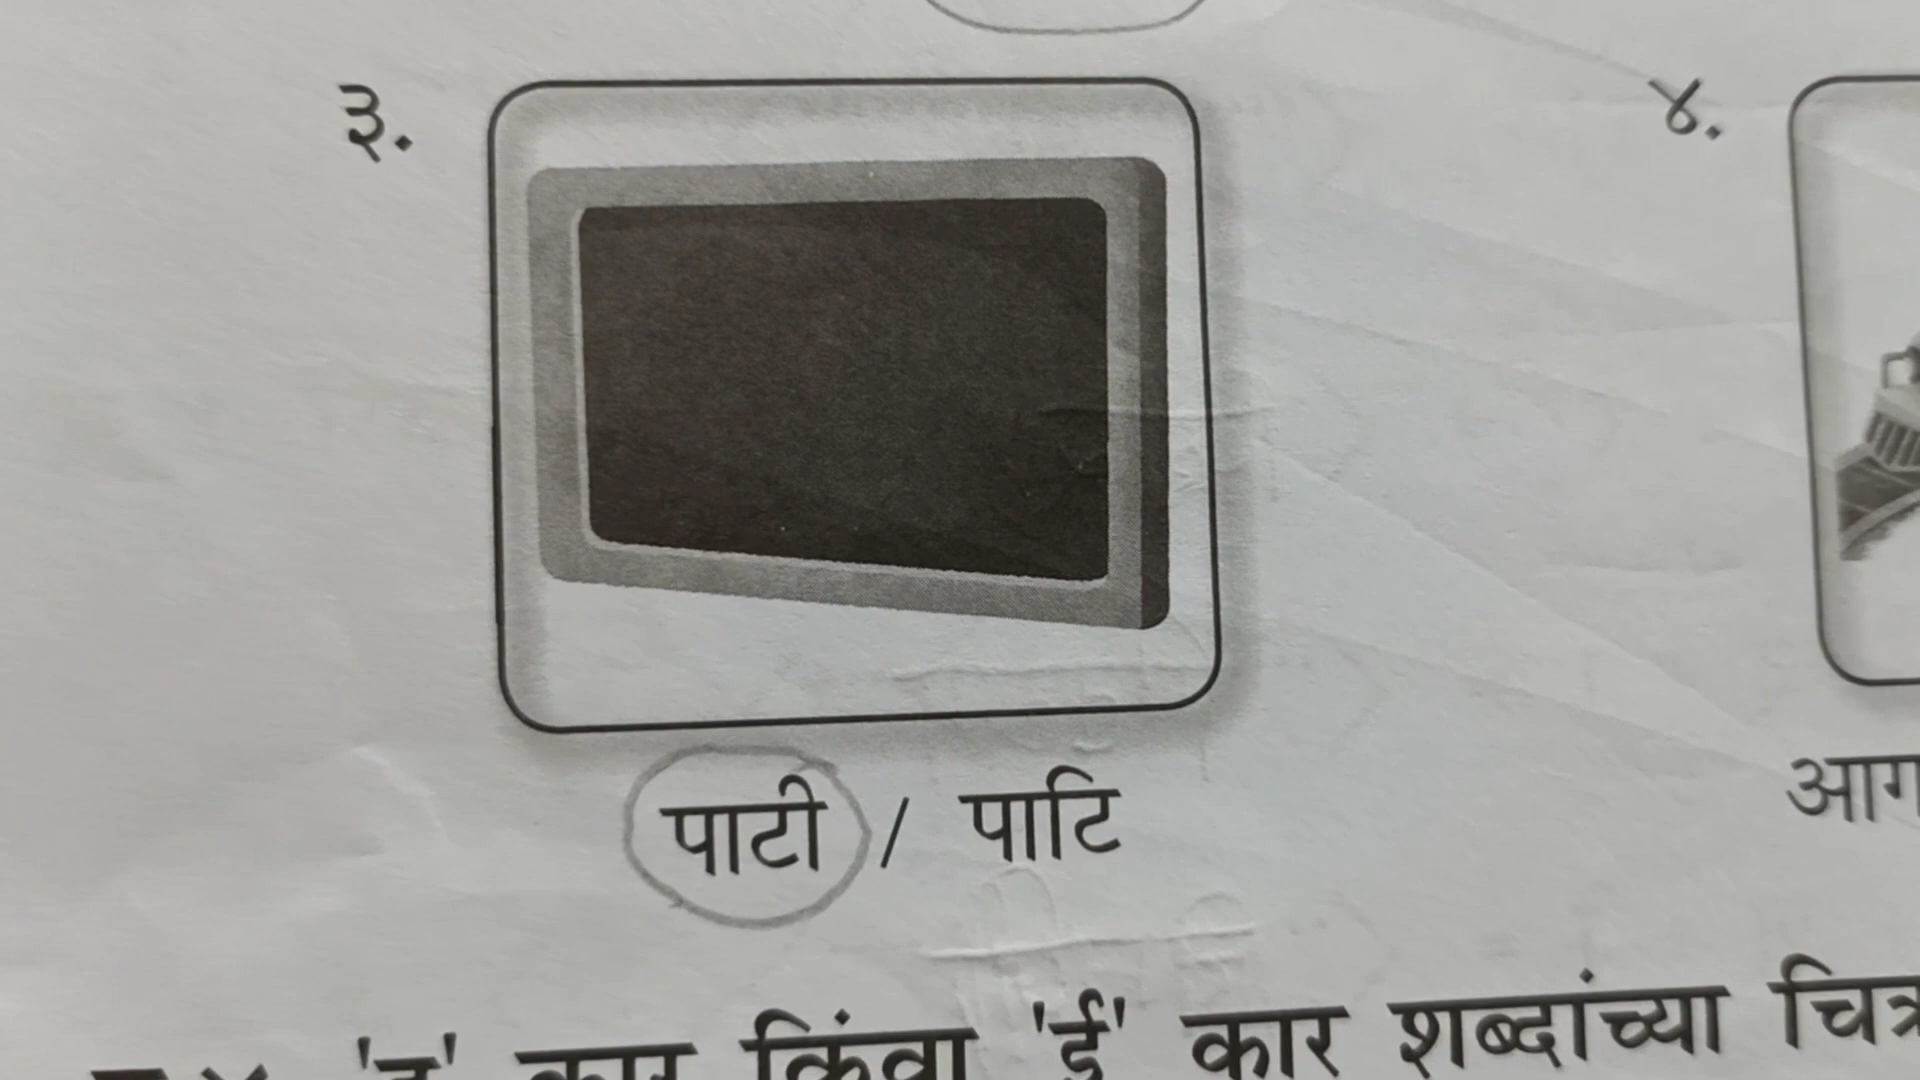 ३.
४.
पाटी / पाटि
आग
'इ' कार किंवा 'ई' कार शब्दांच्या चित्र